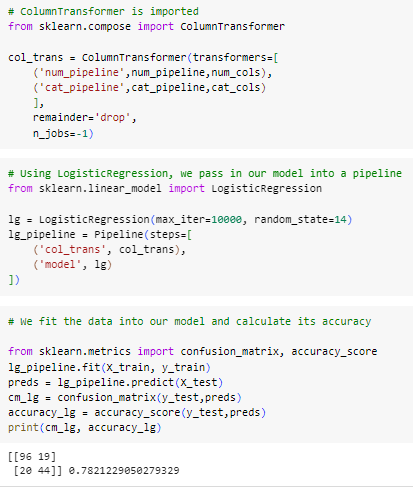 # ColumnTransformer is imported
from sklearn.compose import ColumnTransformer
col_trans = ColumnTransformer(transformers=[
('num_pipeline',num_pipeline,num_cols),
('cat_pipeline',cat_pipeline,cat_cols)
],
remainder='drop',
n_jobs=-1)
# Using LogisticRegression, we pass in our model into a pipeline
from sklearn.linear_model import LogisticRegression
lg = LogisticRegression(max_iter=10000, random_state=14)
lg_pipeline = Pipeline(steps=[
('col_trans', col_trans),
('model', lg)
])
# We fit the data into our model and calculate its accuracy
from sklearn.metrics import confusion_matrix, accuracy_score
lg_pipeline.fit(X_train, y_train)
preds = lg_pipeline.predict(X_test)
cm_lg = confusion_matrix(y_test,preds)
accuracy_lg = accuracy_score(y_test,preds)
print(cm_lg, accuracy_lg)
[[96 19]
[20 44]] 0.7821229050279329